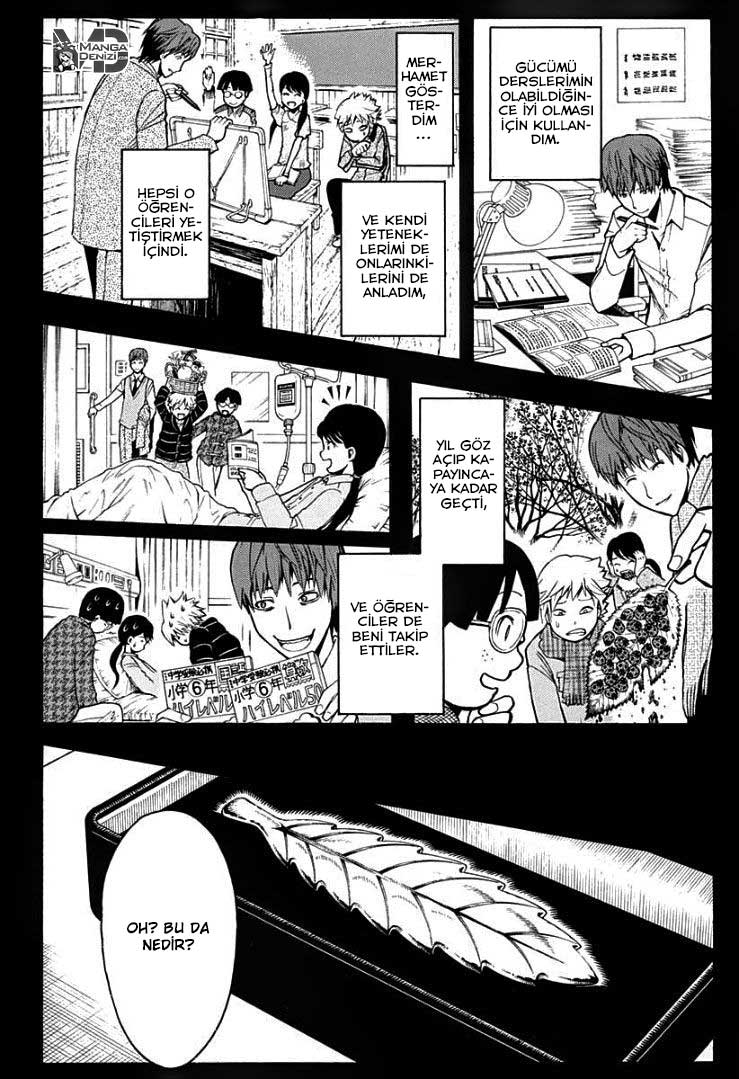 MANGA
DENİZİ
GÜCÜMÜ
DERSLERİMİN
OLABİLDİĞİN-
CE İYİ OLMASI
İÇİN KULLAN-
DIM.
MER-
HAMET
GÖS-
TER-
DİM
...
VE KENDİ
YETENEK-
LERİMİ DE
ONLARINKİ-
LERİNİ DE
ANLADIM,
HEPSİ O
ÖĞREN-
CİLERİ YE-
TİŞTİRMEK
İÇİNDİ.
YIL GÖZ
AÇIP KA-
PAYINCA-
YA KADAR
GEÇTİ,
VE ÖĞREN-
CİLER DE
BENİ TAKİP
ETTİLER.
小学6年
ハイレベル
算数
小学6年
ハイレベル
OH? BU DA
NEDİR?